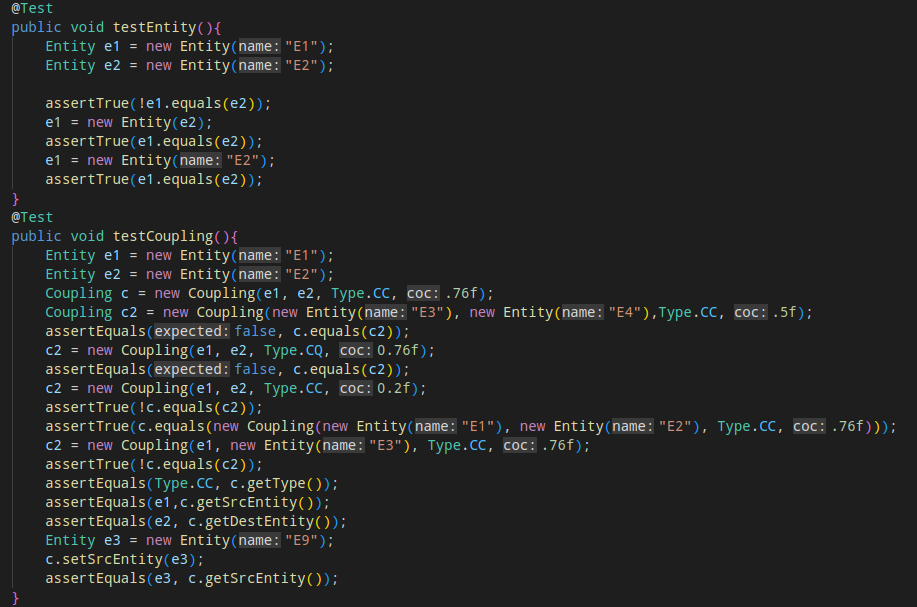 @Test
public void testEntity(){
Entity e1 = new Entity(name: "E1");
Entity e2 = new Entity(name: "E2");
assertTrue(!e1.equals(e2));
e1 = new Entity(e2);
assertTrue(e1.equals(e2));
e1 = new Entity(name: "E2");
assertTrue(e1.equals(e2));
}
@Test
public void testCoupling(){
Entity e1 = new Entity(name: "E1");
Entity e2 = new Entity(name: "E2");
Coupling c = new Coupling(e1, e2, Type.CC, coc: .76f);
Coupling c2 = new Coupling(new Entity(name: "E3"), new Entity(name: "E4"),Type.CC, coc: .5f);
assertEquals(expected: false, c.equals(c2));
c2 = new Coupling(e1, e2, Type.CQ, coc: 0.76f);
assertEquals(expected: false, c.equals(c2));
c2 = new Coupling(e1, e2, Type.CC, coc: 0.2f);
assertTrue(!c.equals(c2));
assertTrue(c.equals(new Coupling(new Entity(name: "E1"), new Entity(name: "E2"), Type.CC, coc: .76f)));
c2 = new Coupling(e1, new Entity(name: "E3"), Type.CC, coc: .76f);
assertTrue(!c.equals(c2));
assertEquals(Type.CC, c.getType());
assertEquals(e1,c.getSrcEntity());
assertEquals(e2, c.getDestEntity());
Entity e3 = new Entity(name: "E9");
c.setSrcEntity(e3);
assertEquals(e3, c.getSrcEntity());
}